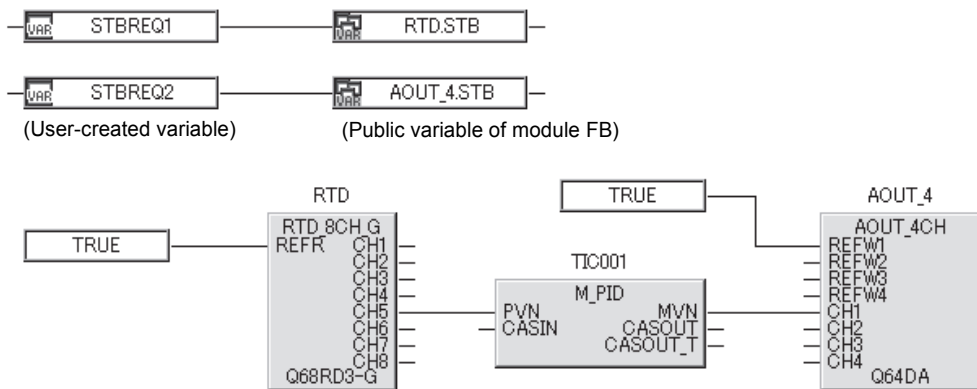 VAR STBREQ1
VAR RTD.STB
VAR STBREQ2
VAR AOUT_4.STB
(User-created variable)
(Public variable of module FB)
RTD
TRUE
AOUT_4
TRUE
RTD_8CH_G
REFR CH1
CH2
CH3
CH4
CH5
CH6
CH7
CH8
Q68RD3-G
TIC001
M_PID
PVN MVN
CASIN CASOUT
CASOUT_T
AOUT_4CH
REFW1
REFW2
REFW3
REFW4
CH1
CH2
CH3
CH4
Q64DA